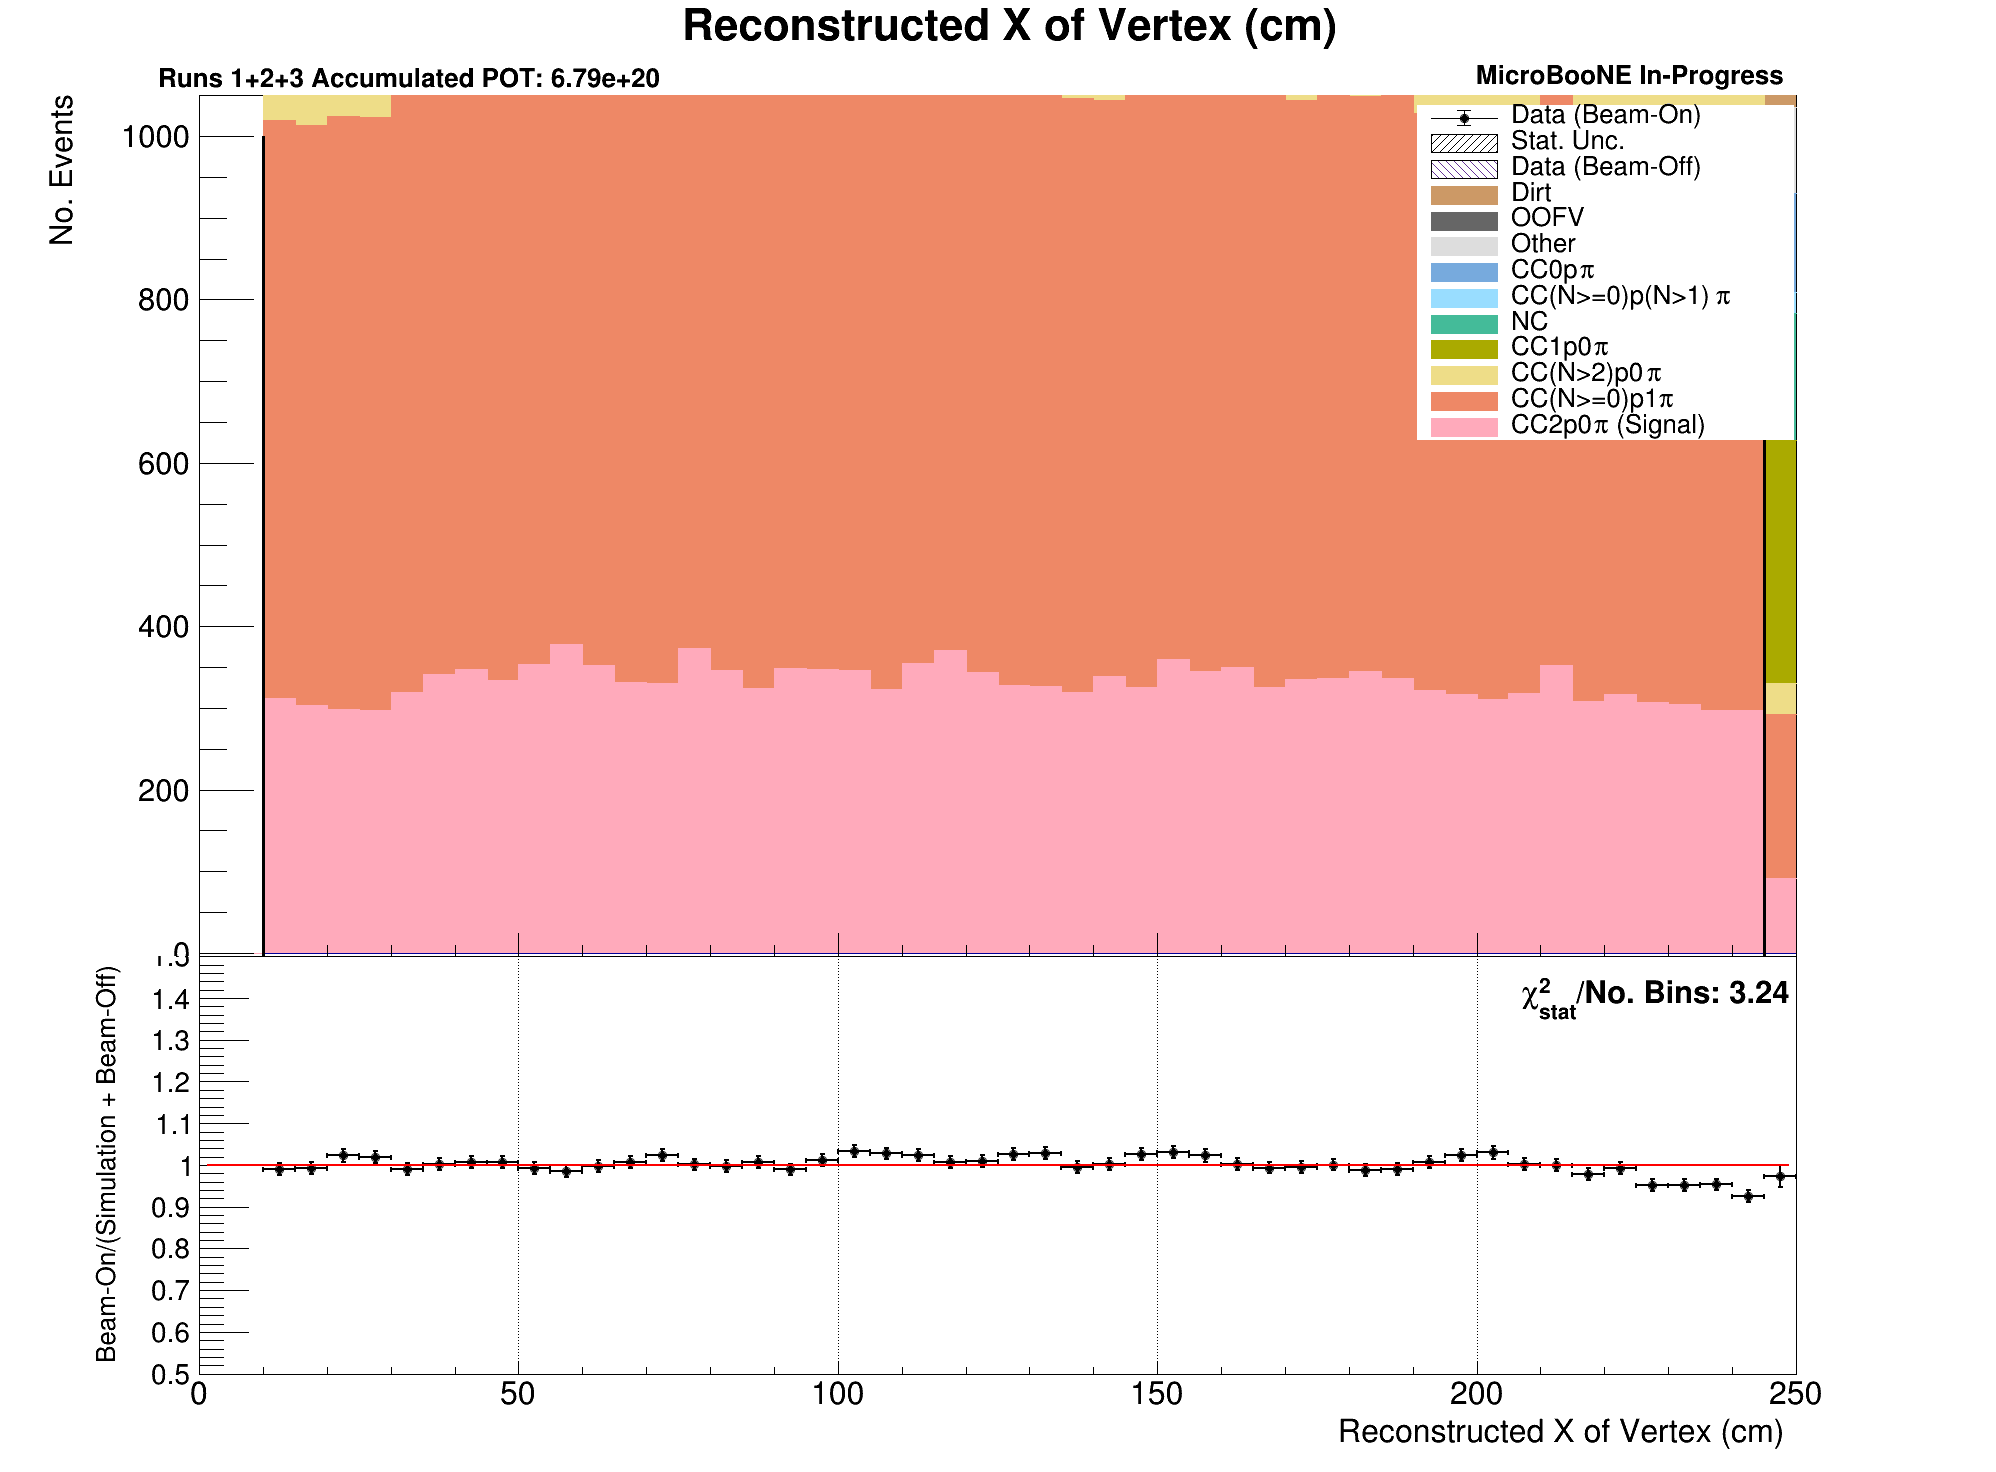 Reconstructed X of Vertex (cm)
Runs 1+2+3 Accumulated POT: 6.79e+20
MicroBooNE In-Progress
No. Events
1000
800
600
400
200
0
Data (Beam-On)
Stat. Unc.
Data (Beam-Off)
Dirt
OOFV
Other
CC0pπ
CC(N>=0)p(N>1) π
NC
CC1p0π
CC(N>2)p0π
CC(N>=0)p1π
CC2p0π (Signal)
Beam-On/(Simulation + Beam-Off)
1.5
1.4
1.3
1.2
1.1
1
0.9
0.8
0.7
0.6
0.5
χ²stat/No. Bins: 3.24
0 50 100 150 200 250
Reconstructed X of Vertex (cm)